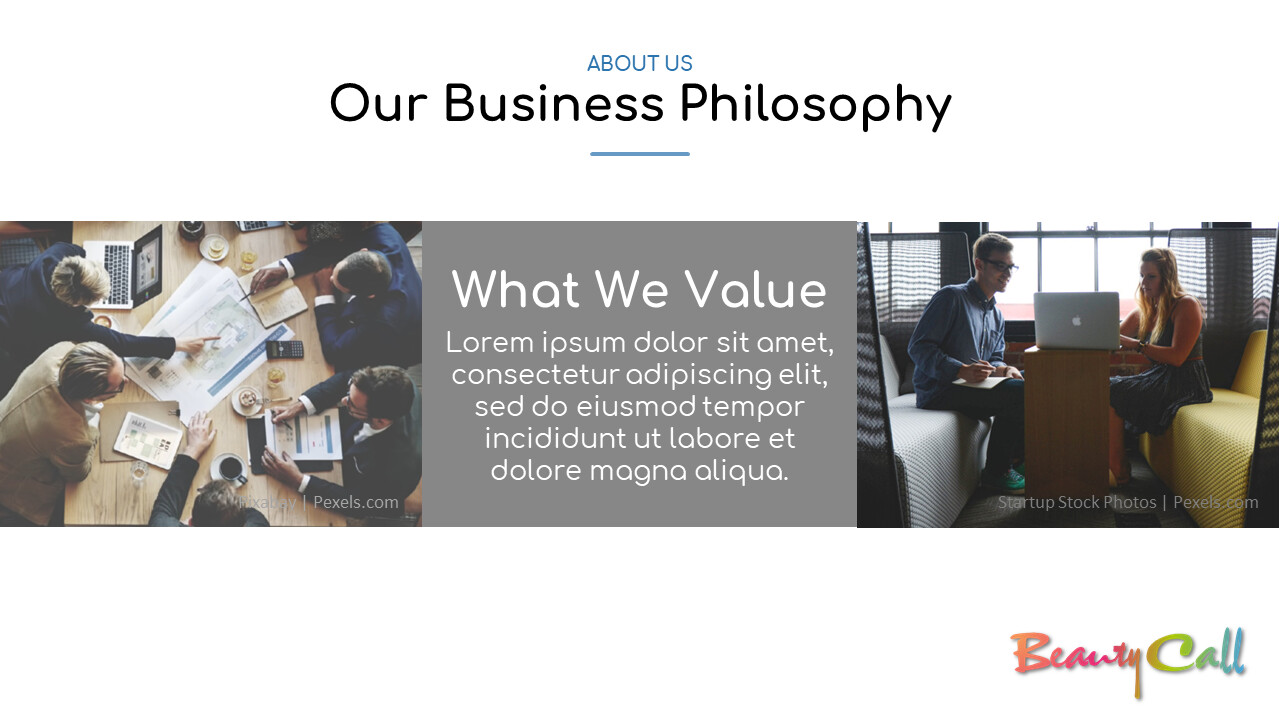 ABOUT US
Our Business Philosophy
What We Value
Lorem ipsum dolor sit amet,
consectetur adipiscing elit,
sed do eiusmod tempor
incididunt ut labore et
dolore magna aliqua.
Pixabay | Pexels.com
Startup Stock Photos | Pexels.com
BeautyCall